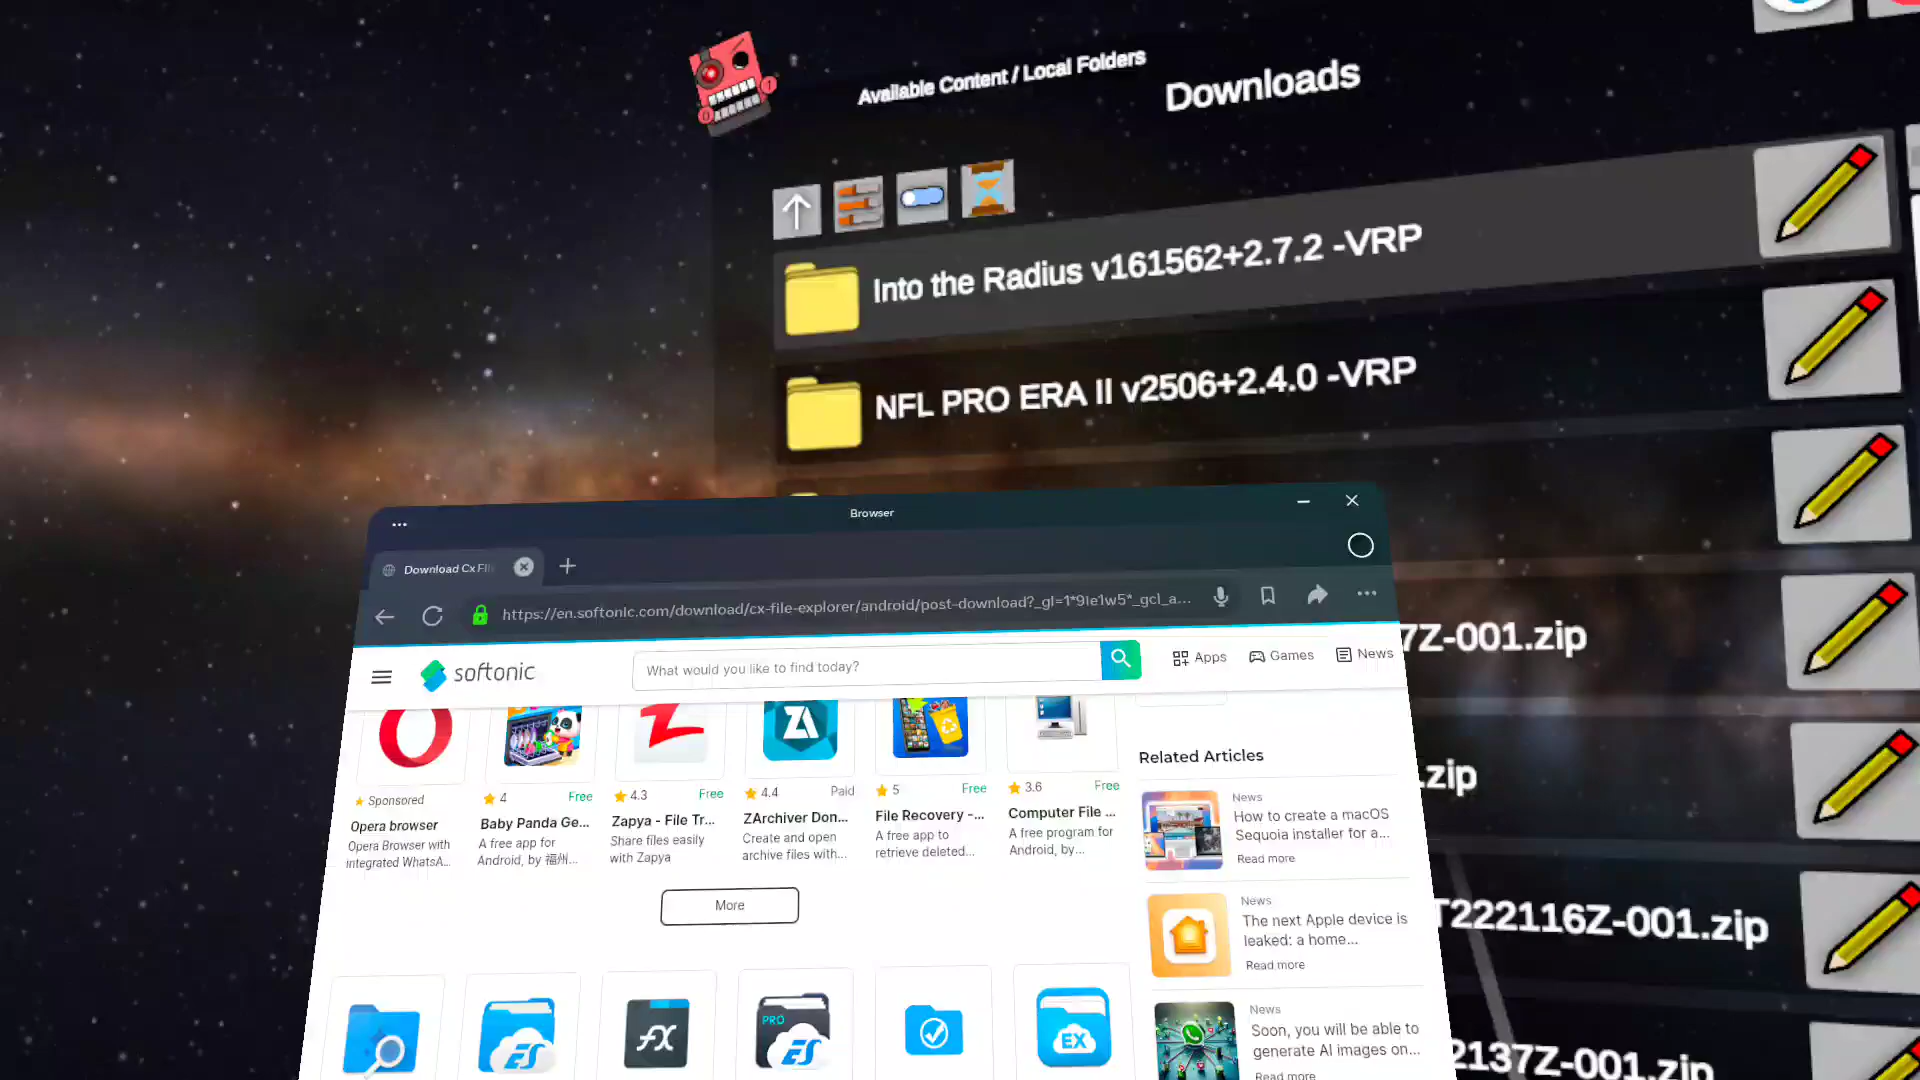 Available Content / Local Folders
Downloads
Into the Radius v161562+2.7.2 -VRP
NFL PRO ERA II v2506+2.4.0 -VRP
7Z-001.zip
.zip
T222116Z-001.zip
2137Z-001.zip
Browser
Download Cx Fil
https://en.softonic.com/download/cx-file-explorer/android/post-download?_gl=1*9le1w5*_gcl_a...
softonic
What would you like to find today?
Apps
Games
News
Sponsored
Opera browser
Opera Browser with
integrated WhatsA...
4 Free
Baby Panda Ge...
A free app for
Android, by 福州...
4.3 Free
Zapya - File Tr...
Share files easily
with Zapya
4.4 Paid
ZArchiver Don...
Create and open
archive files with...
5 Free
File Recovery -...
A free app to
retrieve deleted...
3.6 Free
Computer File ...
A free program for
Android, by...
More
ES
FX
PRO
ES
EX
Related Articles
News
How to create a macOS
Sequoia installer for a...
Read more
News
The next Apple device is
leaked: a home...
Read more
News
Soon, you will be able to
generate AI images on...
Read more